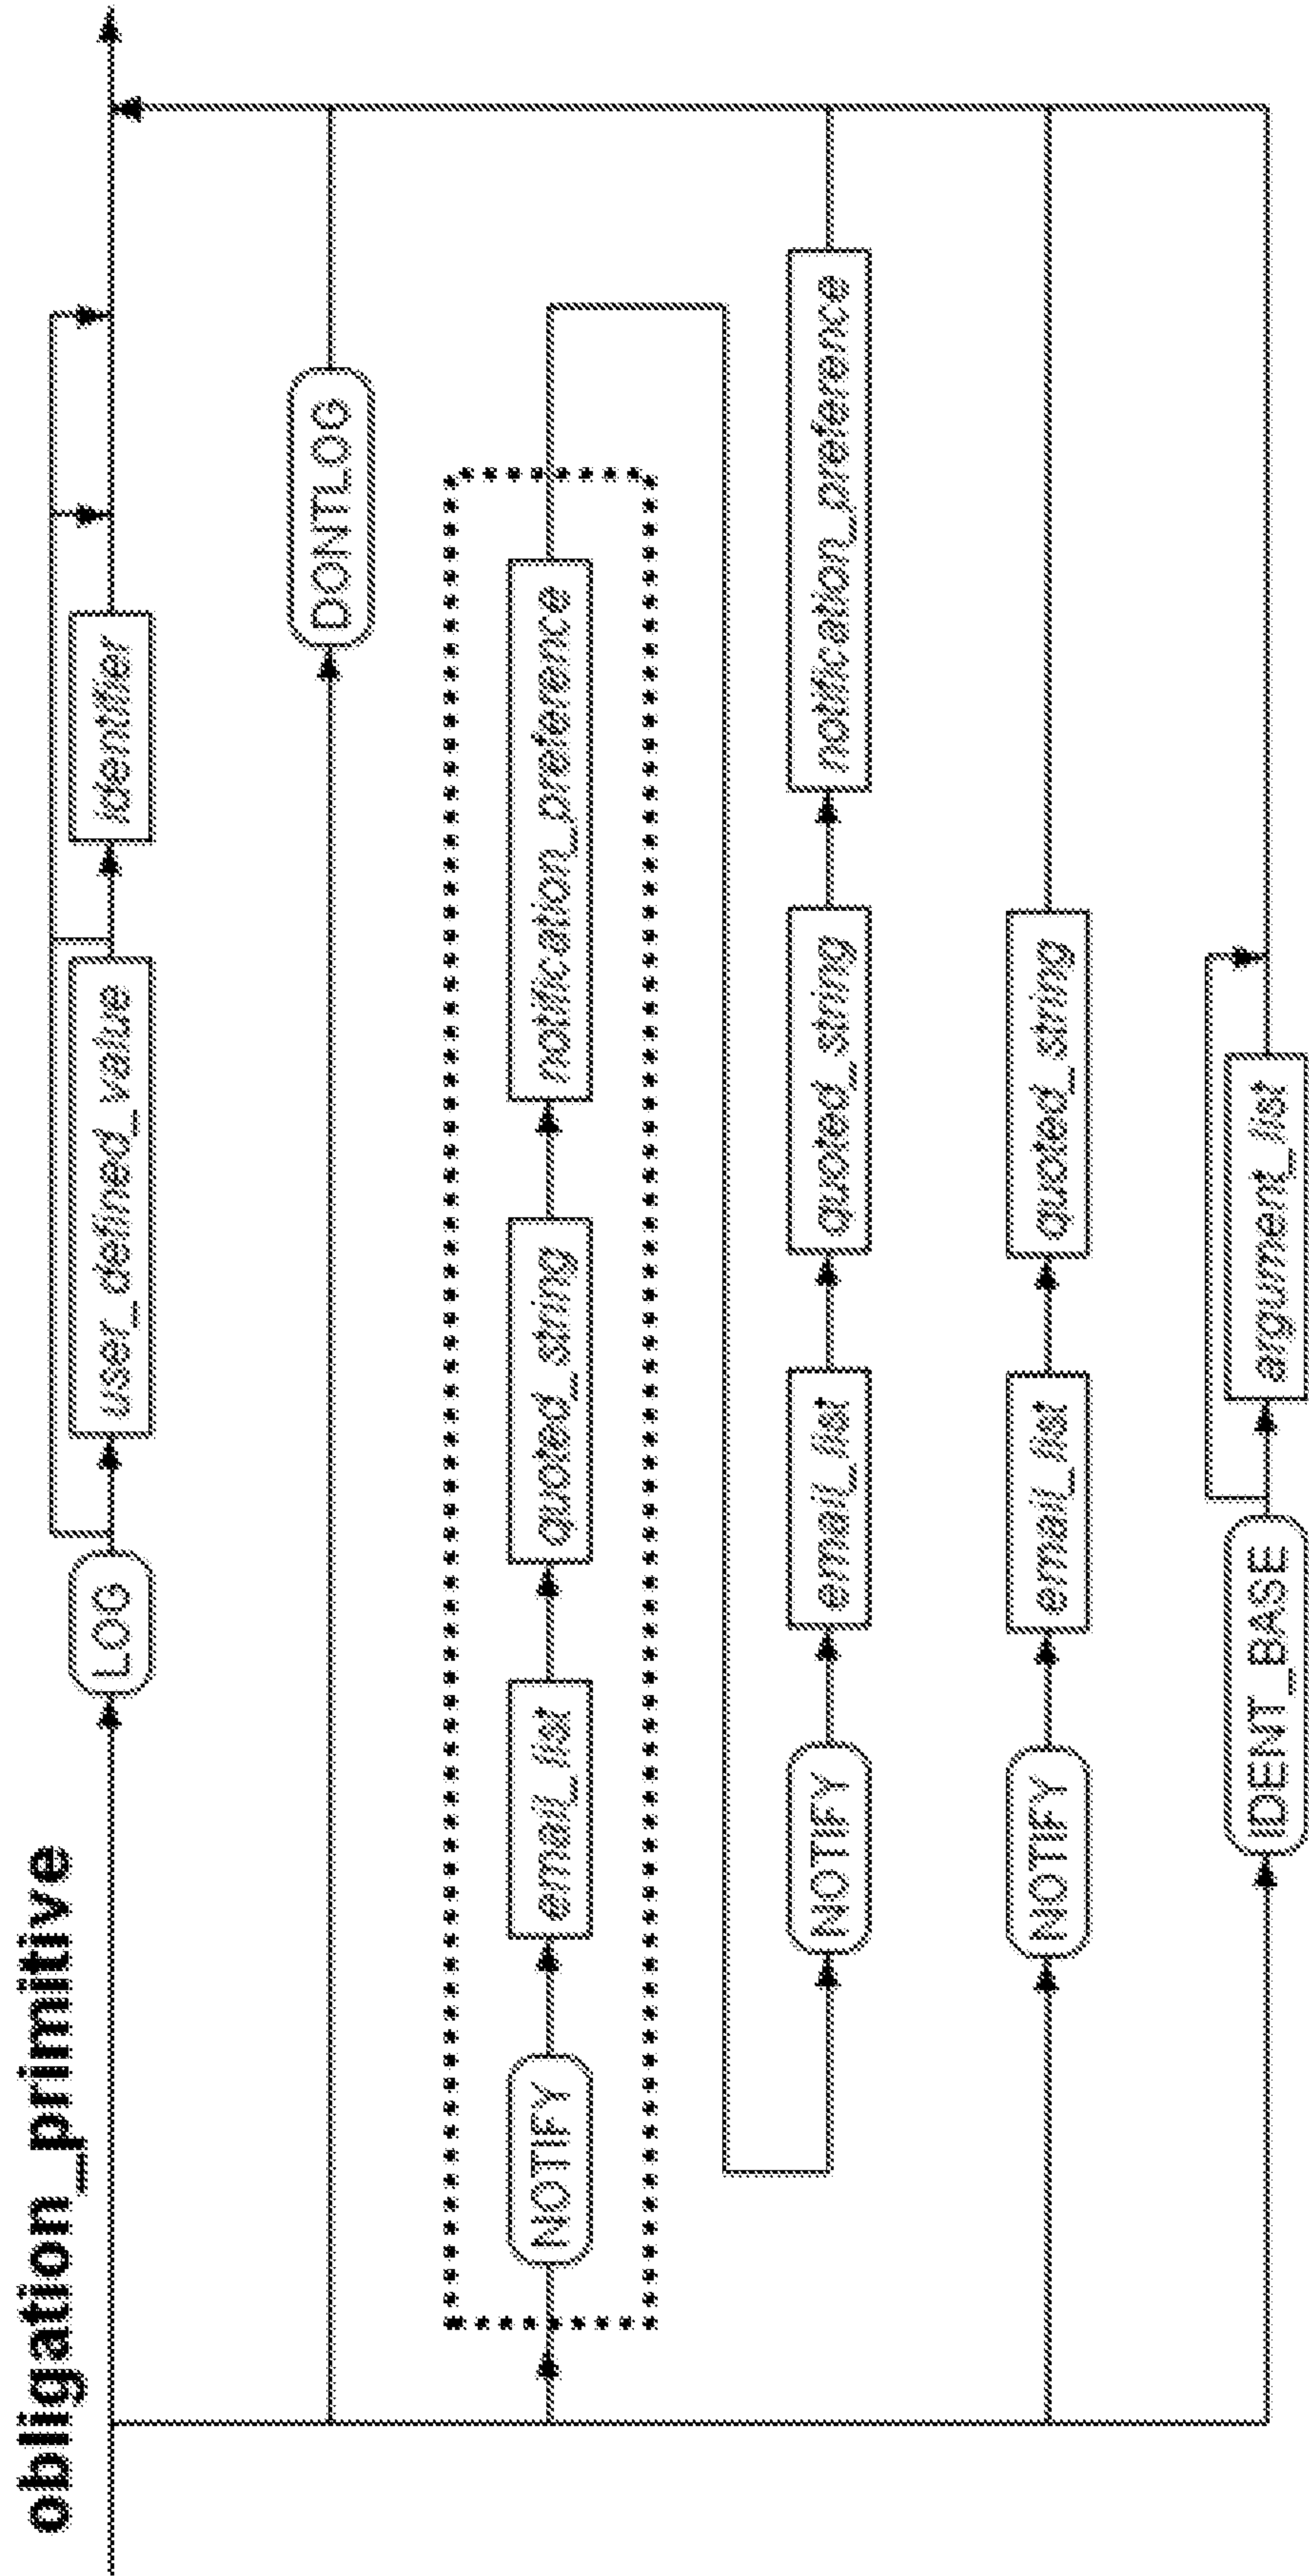 obligation_primitive
LOG user_defined_value identifier
DONTLOG
NOTIFY email_list quoted_string notification_preference
NOTIFY email_list quoted_string notification_preference
NOTIFY email_list quoted_string
IDENT_BASE argument_list